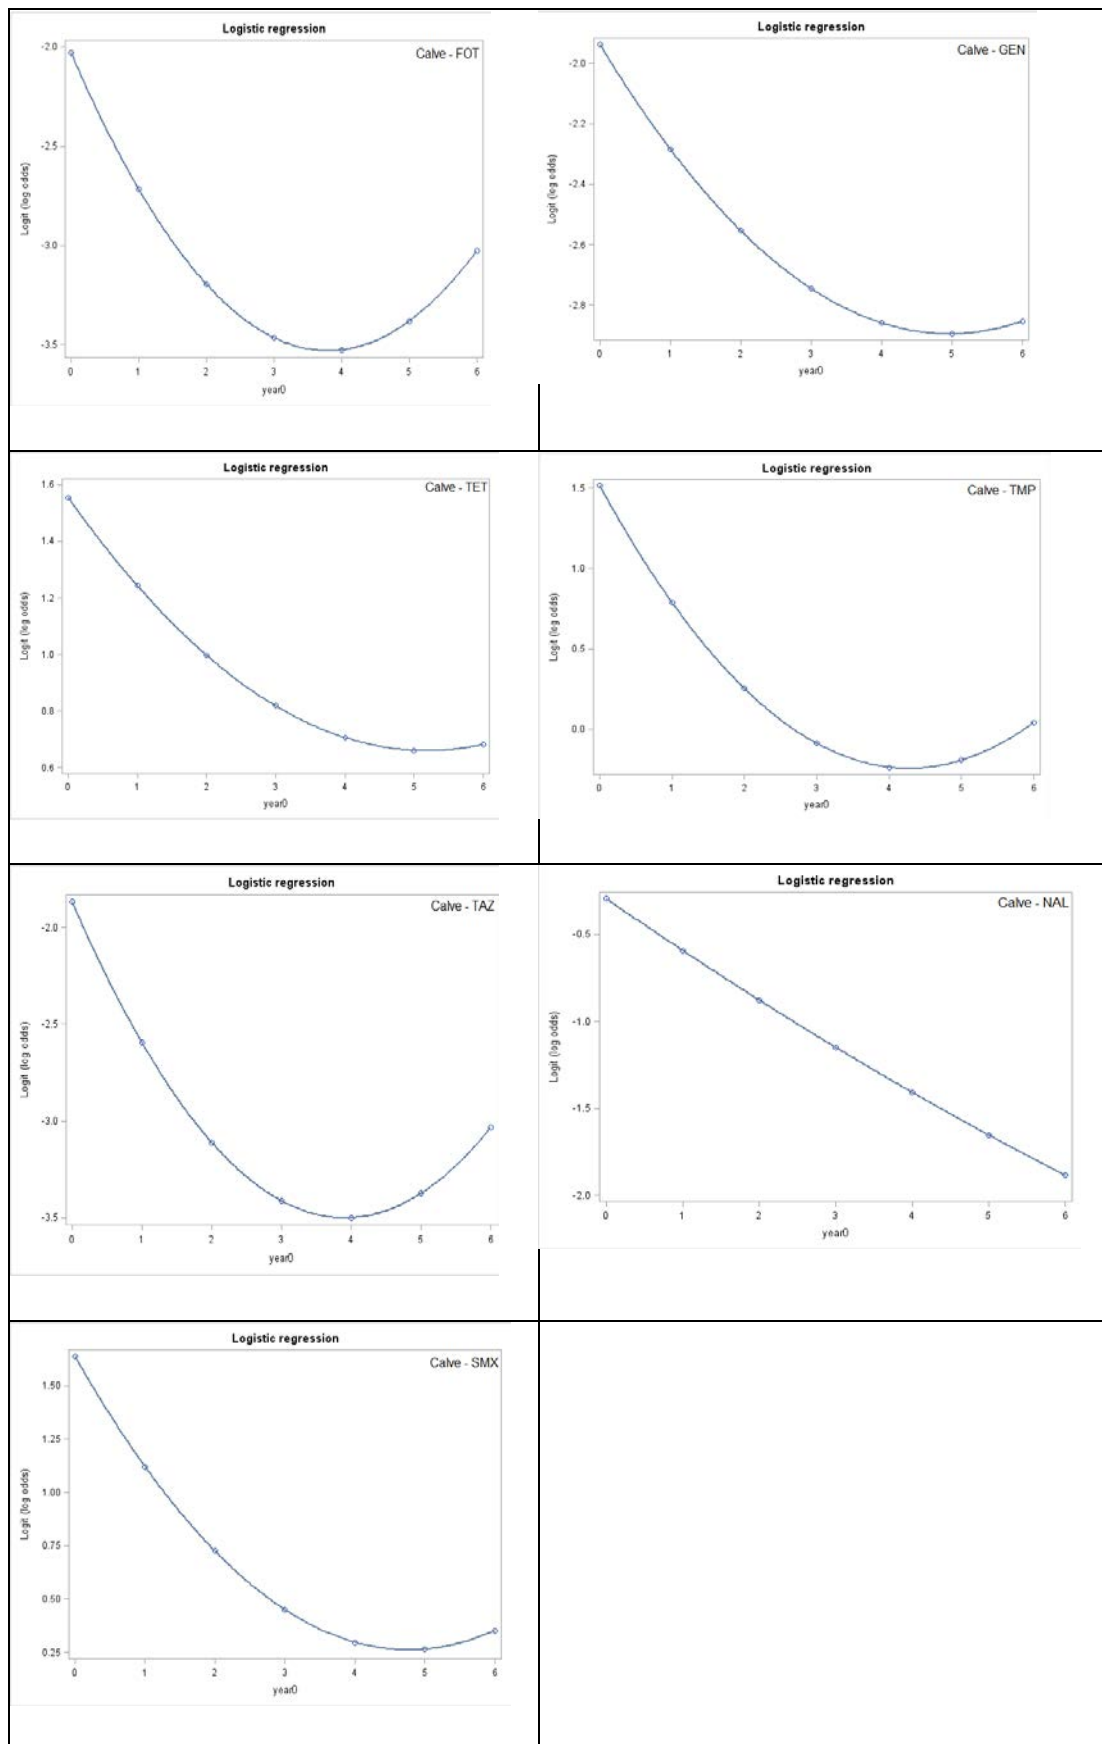 Logistic regression
Calve - FOT
Logit (log odds)
-2.0
-2.5
-3.0
-3.5
0 1 2 3 4 5 6
year0
Logistic regression
Calve - GEN
Logit (log odds)
-2.0
-2.2
-2.4
-2.6
-2.8
0 1 2 3 4 5 6
year0
Logistic regression
Calve - TET
Logit (log odds)
1.6
1.4
1.2
1.0
0.8
0.6
0 1 2 3 4 5 6
year0
Logistic regression
Calve - TMP
Logit (log odds)
1.5
1.0
0.5
0.0
0 1 2 3 4 5 6
year0
Logistic regression
Calve - TAZ
Logit (log odds)
-2.0
-2.5
-3.0
-3.5
0 1 2 3 4 5 6
year0
Logistic regression
Calve - NAL
Logit (log odds)
-0.5
-1.0
-1.5
-2.0
0 1 2 3 4 5 6
year0
Logistic regression
Calve - SMX
Logit (log odds)
1.50
1.25
1.00
0.75
0.50
0.25
0 1 2 3 4 5 6
year0